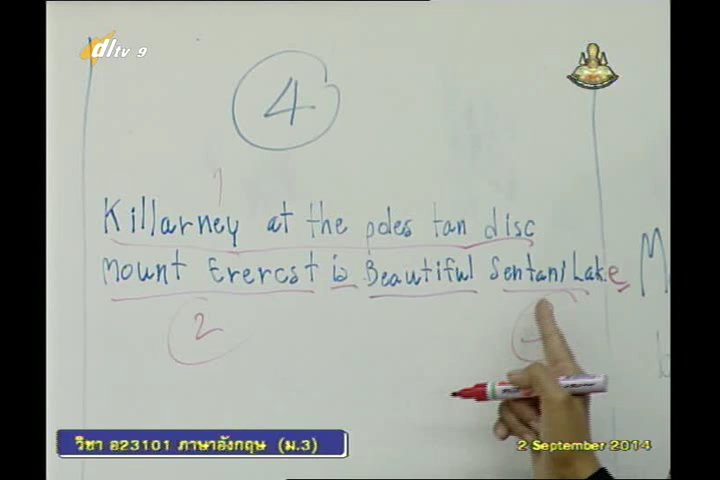 dltv 9
4
1
Killarney at the poles tan disc
Mount Ererest is Beautiful Sentani Lake
M
2
วิชา อ23101 ภาษาอังกฤษ (ม.3)
2 September 2014